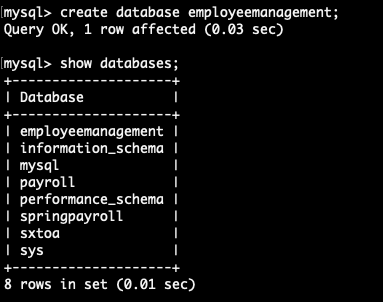 mysql> create database employeemanagement;
Query OK, 1 row affected (0.03 sec)
mysql> show databases;
+--------------------+
| Database           |
+--------------------+
| employeemanagement |
| information_schema |
| mysql              |
| payroll            |
| performance_schema |
| springpayroll      |
| sxtoa              |
| sys                |
+--------------------+
8 rows in set (0.01 sec)